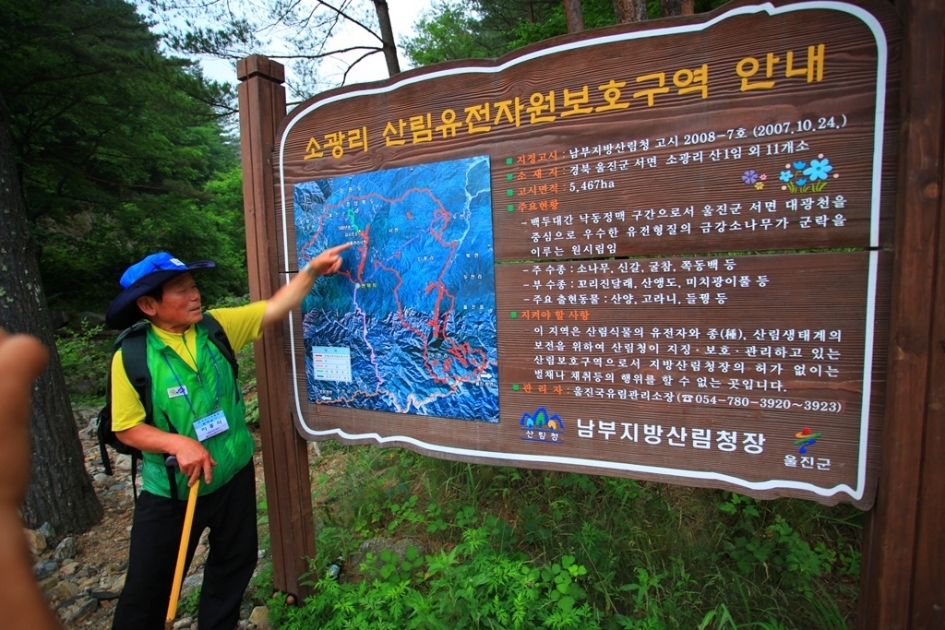 소광리 산림유전자원보호구역 안내
지정고시 : 남부지방산림청 고시 2008-7호 (2007.10.24.)
소 재 지 : 경북 울진군 서면 소광리 산1임 외 11개소
고시면적 : 5,467ha
주요현황
- 백두대간 낙동정맥 구간으로서 울진군 서면 대광천을
중심으로 우수한 유전형질의 금강소나무가 군락을
이루는 원시림임
- 주 수종 : 소나무, 신갈, 굴참, 쪽동백 등
- 부 수종 : 꼬리진달래, 산앵도, 미치광이풀 등
- 주요 출현동물 : 산양, 고라니, 들꿩 등
지켜야 할 사항
이 지역은 산림식물의 유전자와 종(種), 산림생태계의
보전을 위하여 산림청이 지정 · 보호 · 관리하고 있는
산림보호구역으로서 지방산림청장의 허가 없이는
벌채나 채취등의 행위를 할 수 없는 곳입니다.
관 리 자 : 울진국유림관리소장 (☎054-780-3920~3923)
산림청
남부지방산림청장
울진군